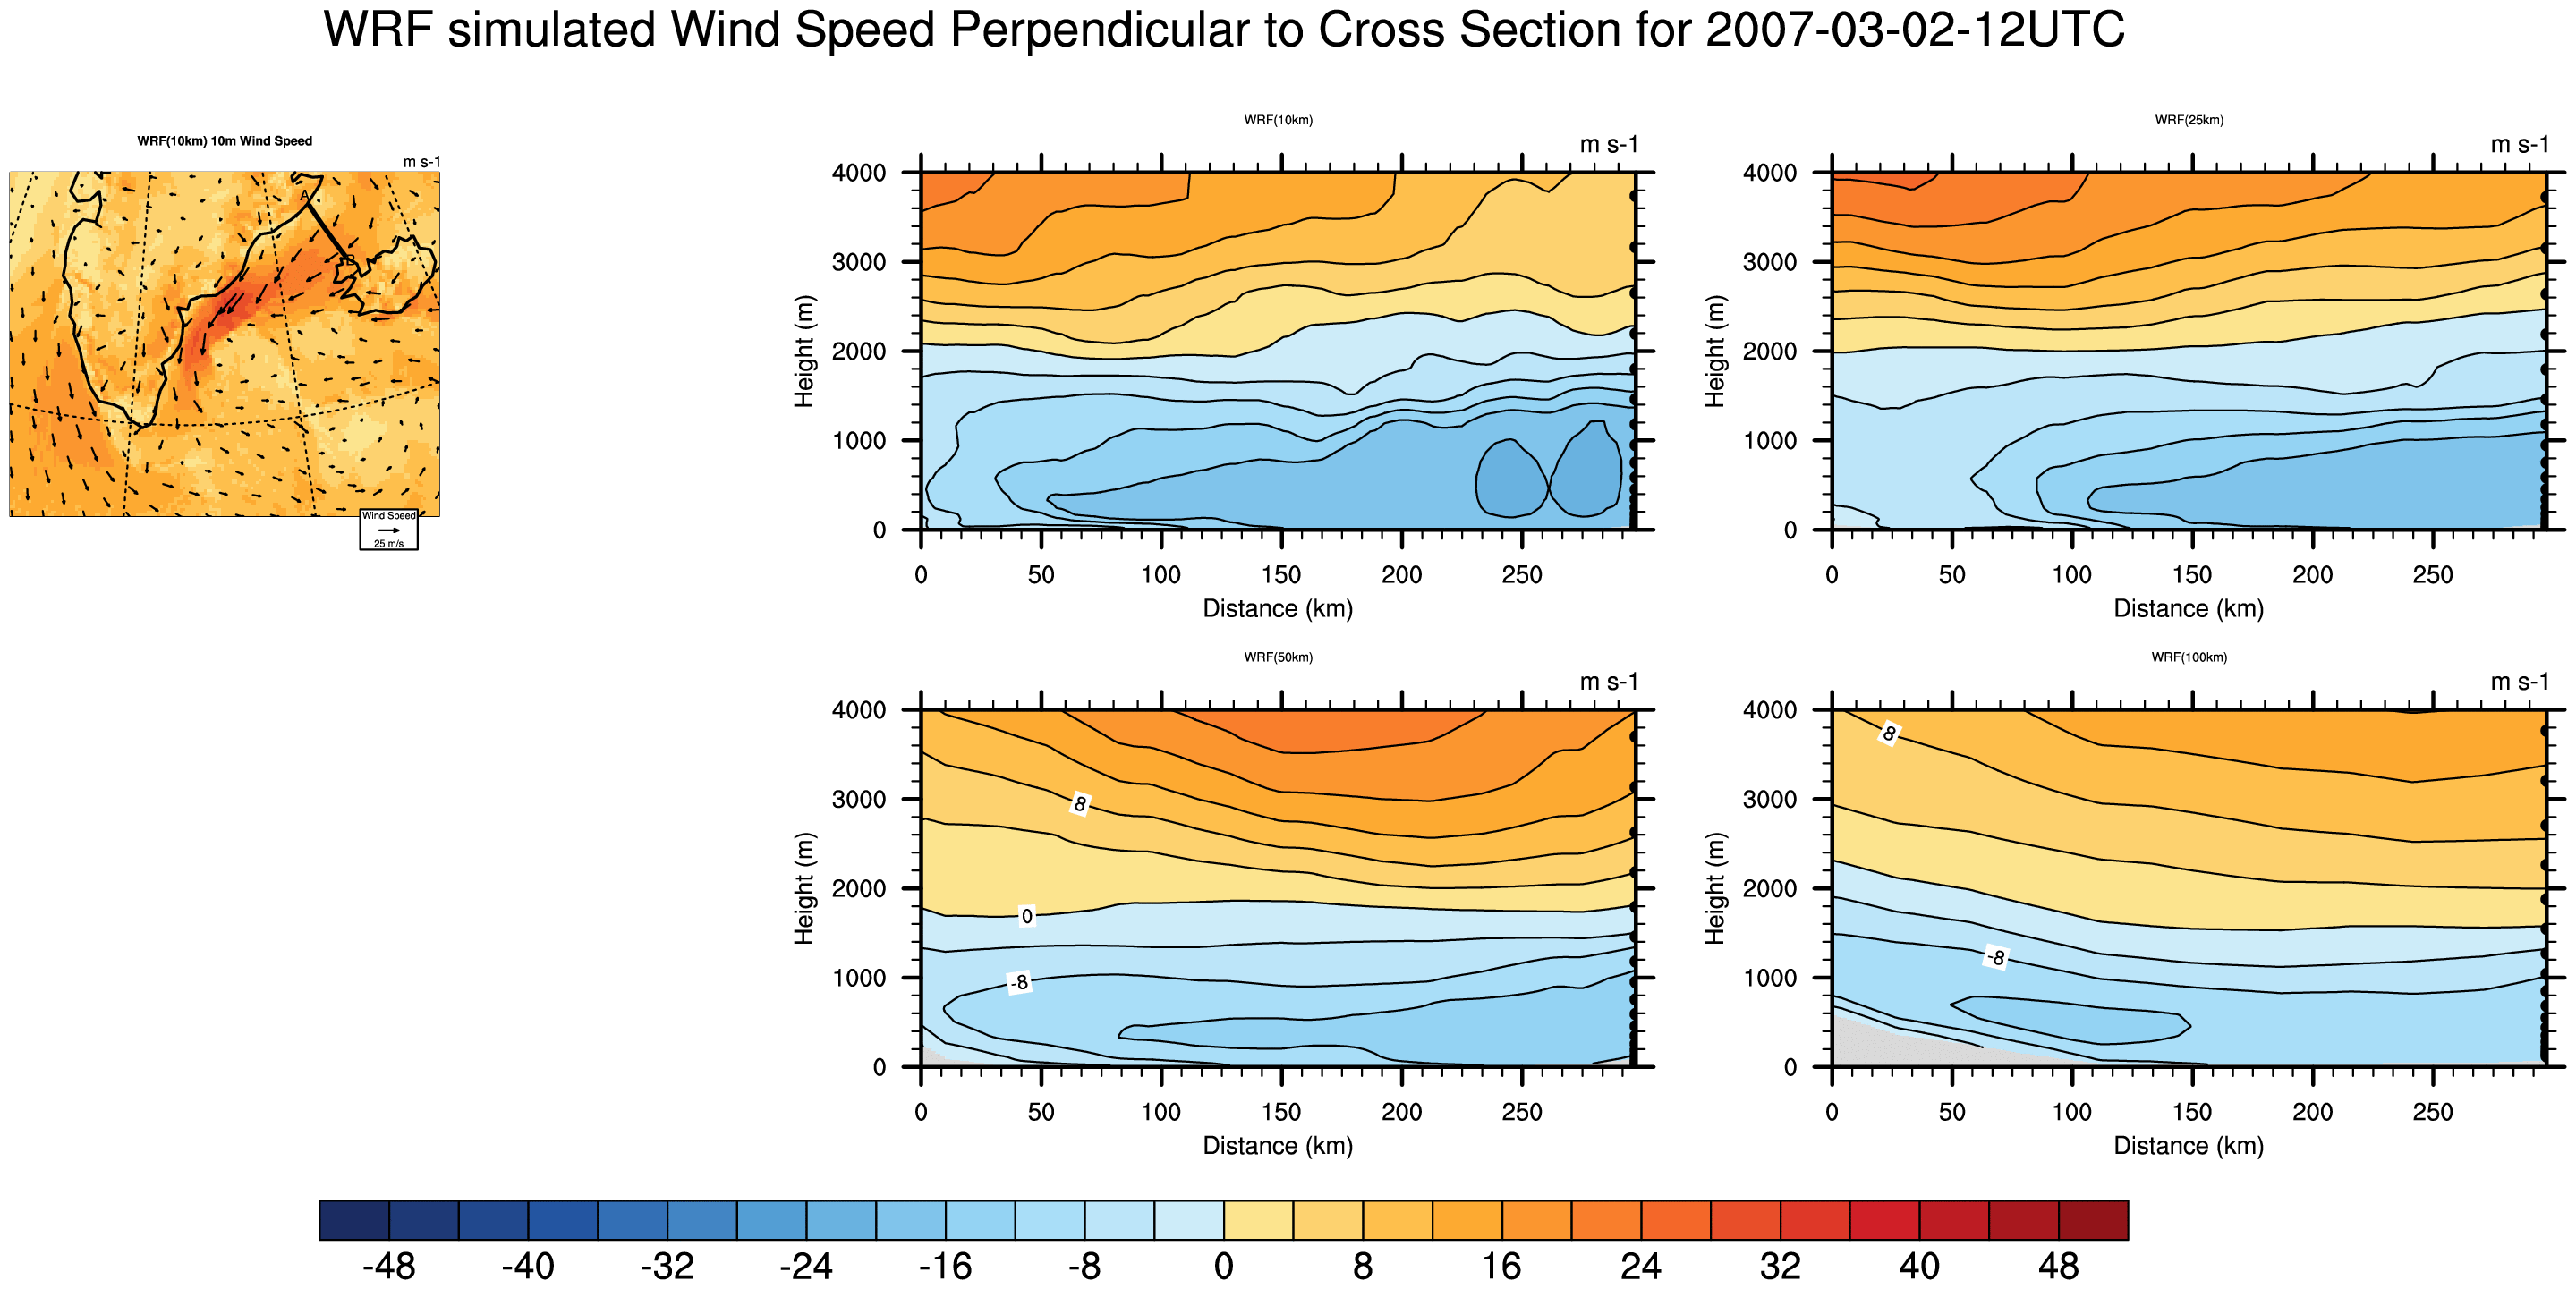 WRF simulated Wind Speed Perpendicular to Cross Section for 2007-03-02-12UTC
WRF(10km) 10m Wind Speed
m s-1
A
B
Wind Speed
25 m/s
WRF(10km)
m s-1
4000
3000
2000
1000
0
Height (m)
0 50 100 150 200 250
Distance (km)
WRF(25km)
m s-1
4000
3000
2000
1000
0
Height (m)
0 50 100 150 200 250
Distance (km)
WRF(50km)
m s-1
4000
3000
2000
1000
0
Height (m)
8
0
-8
0 50 100 150 200 250
Distance (km)
WRF(100km)
m s-1
4000
3000
2000
1000
0
Height (m)
8
-8
0 50 100 150 200 250
Distance (km)
-48 -40 -32 -24 -16 -8 0 8 16 24 32 40 48